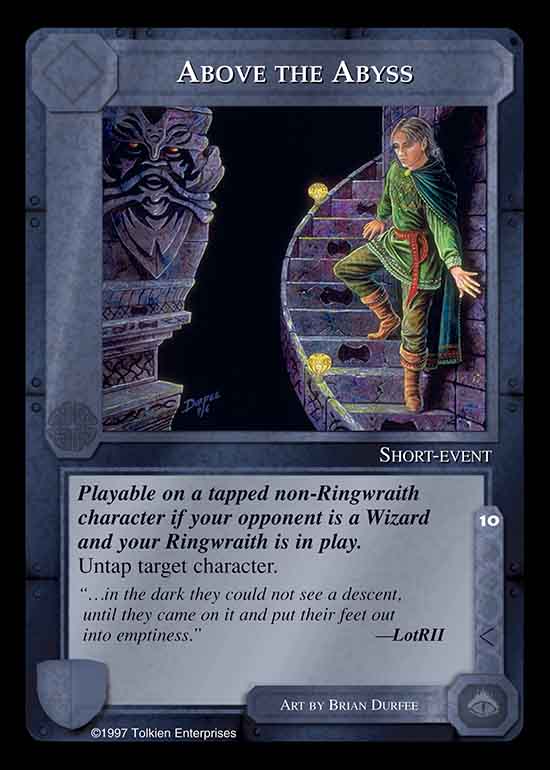 ABOVE THE ABYSS
Durfee
SHORT-EVENT
Playable on a tapped non-Ringwraith
character if your opponent is a Wizard
and your Ringwraith is in play.
Untap target character.
“…in the dark they could not see a descent,
until they came on it and put their feet out
into emptiness.” —LotRII
10
ART BY BRIAN DURFEE
©1997 Tolkien Enterprises